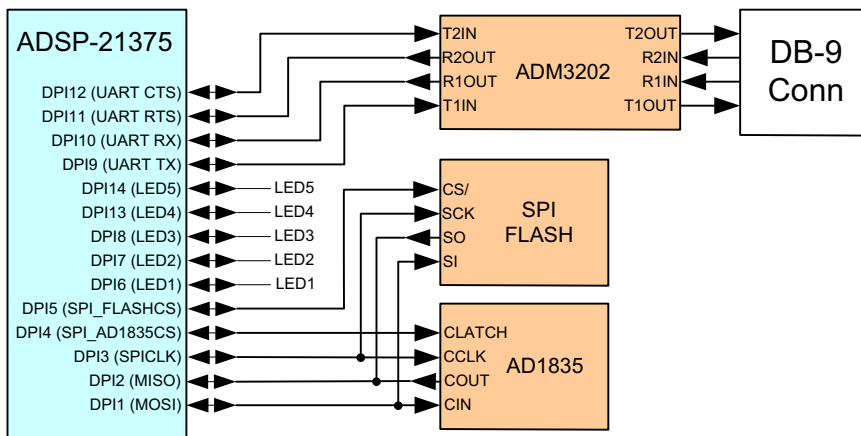 ADSP-21375
DPI12 (UART CTS)
DPI11 (UART RTS)
DPI10 (UART RX)
DPI9 (UART TX)
DPI14 (LED5)
DPI13 (LED4)
DPI8 (LED3)
DPI7 (LED2)
DPI6 (LED1)
DPI5 (SPI_FLASHCS)
DPI4 (SPI_AD1835CS)
DPI3 (SPICLK)
DPI2 (MISO)
DPI1 (MOSI)
LED5
LED4
LED3
LED2
LED1
T2IN
R2OUT
R1OUT
T1IN
ADM3202
T2OUT
R2IN
R1IN
T1OUT
DB-9
Conn
CS/
SCK
SO
SI
SPI
FLASH
CLATCH
CCLK
COUT
CIN
AD1835